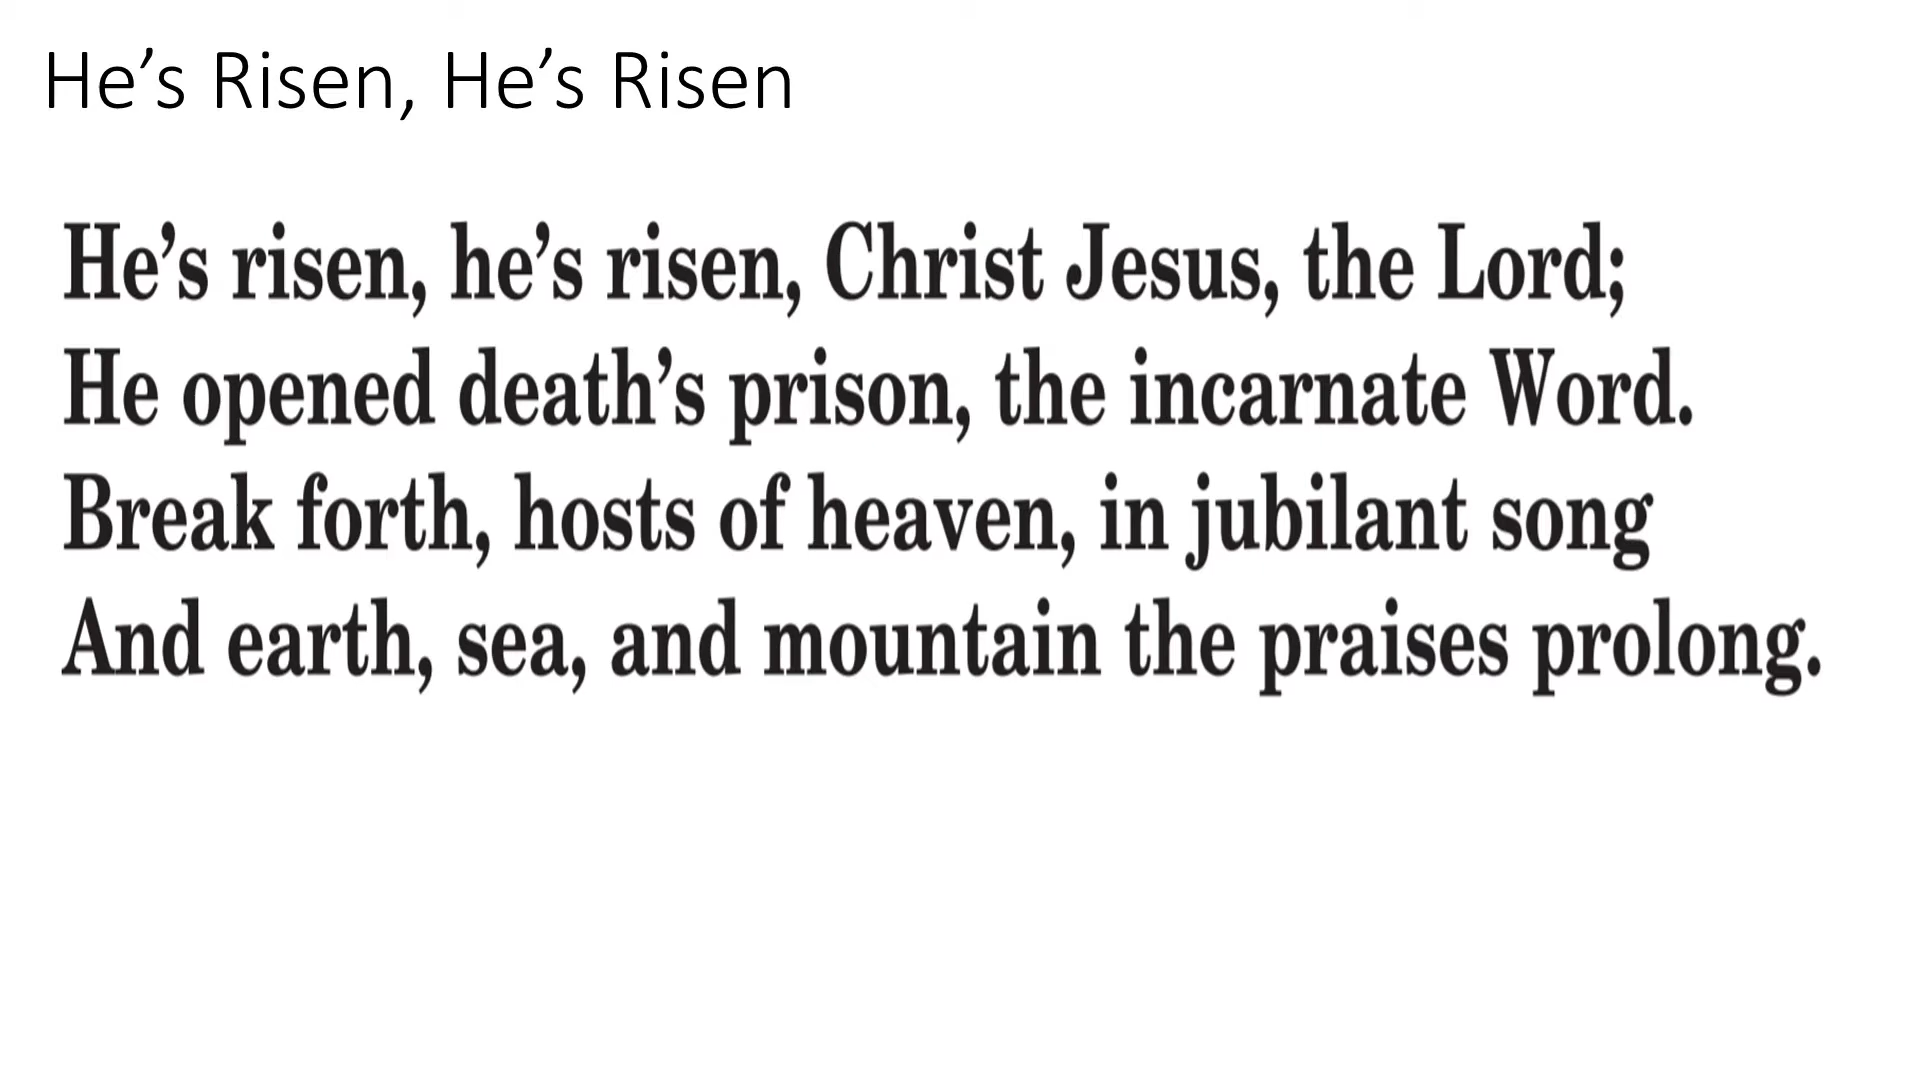 He’s Risen, He’s Risen
He’s risen, he’s risen, Christ Jesus, the Lord;
He opened death’s prison, the incarnate Word.
Break forth, hosts of heaven, in jubilant song
And earth, sea, and mountain the praises prolong.